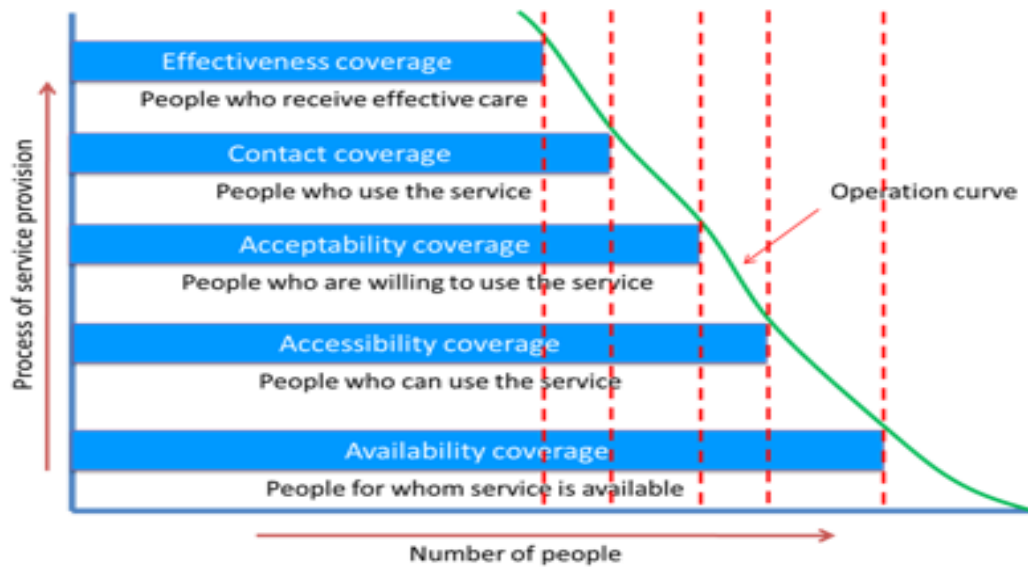 Effectiveness coverage
People who receive effective care
Contact coverage
People who use the service
Operation curve
Acceptability coverage
People who are willing to use the service
Accessibility coverage
People who can use the service
Availability coverage
People for whom service is available
Process of service provision
Number of people